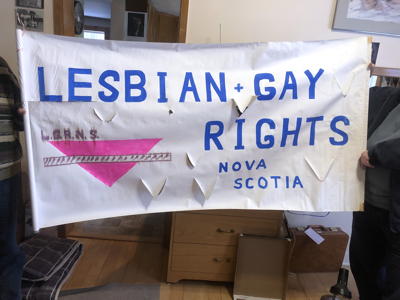 LESBIAN + GAY
L.G.R.N.S.
RIGHTS
NOVA
SCOTIA